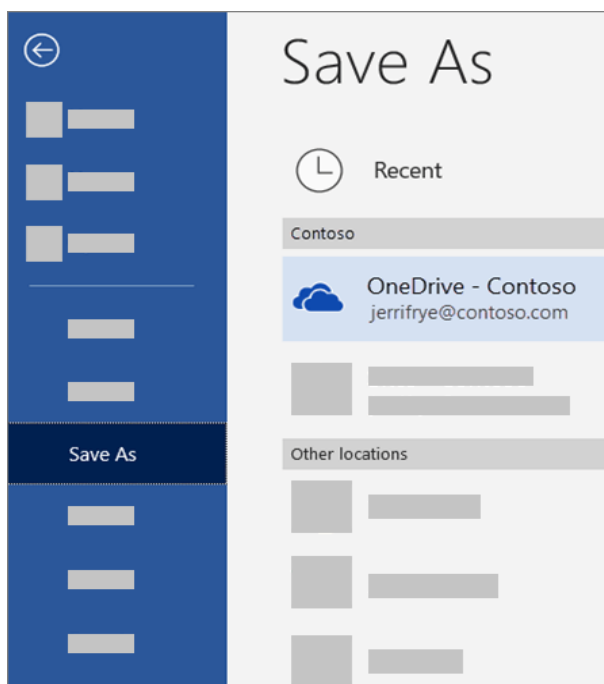 Save As
Recent
Contoso
OneDrive - Contoso
jerrifrye@contoso.com
Save As
Other locations